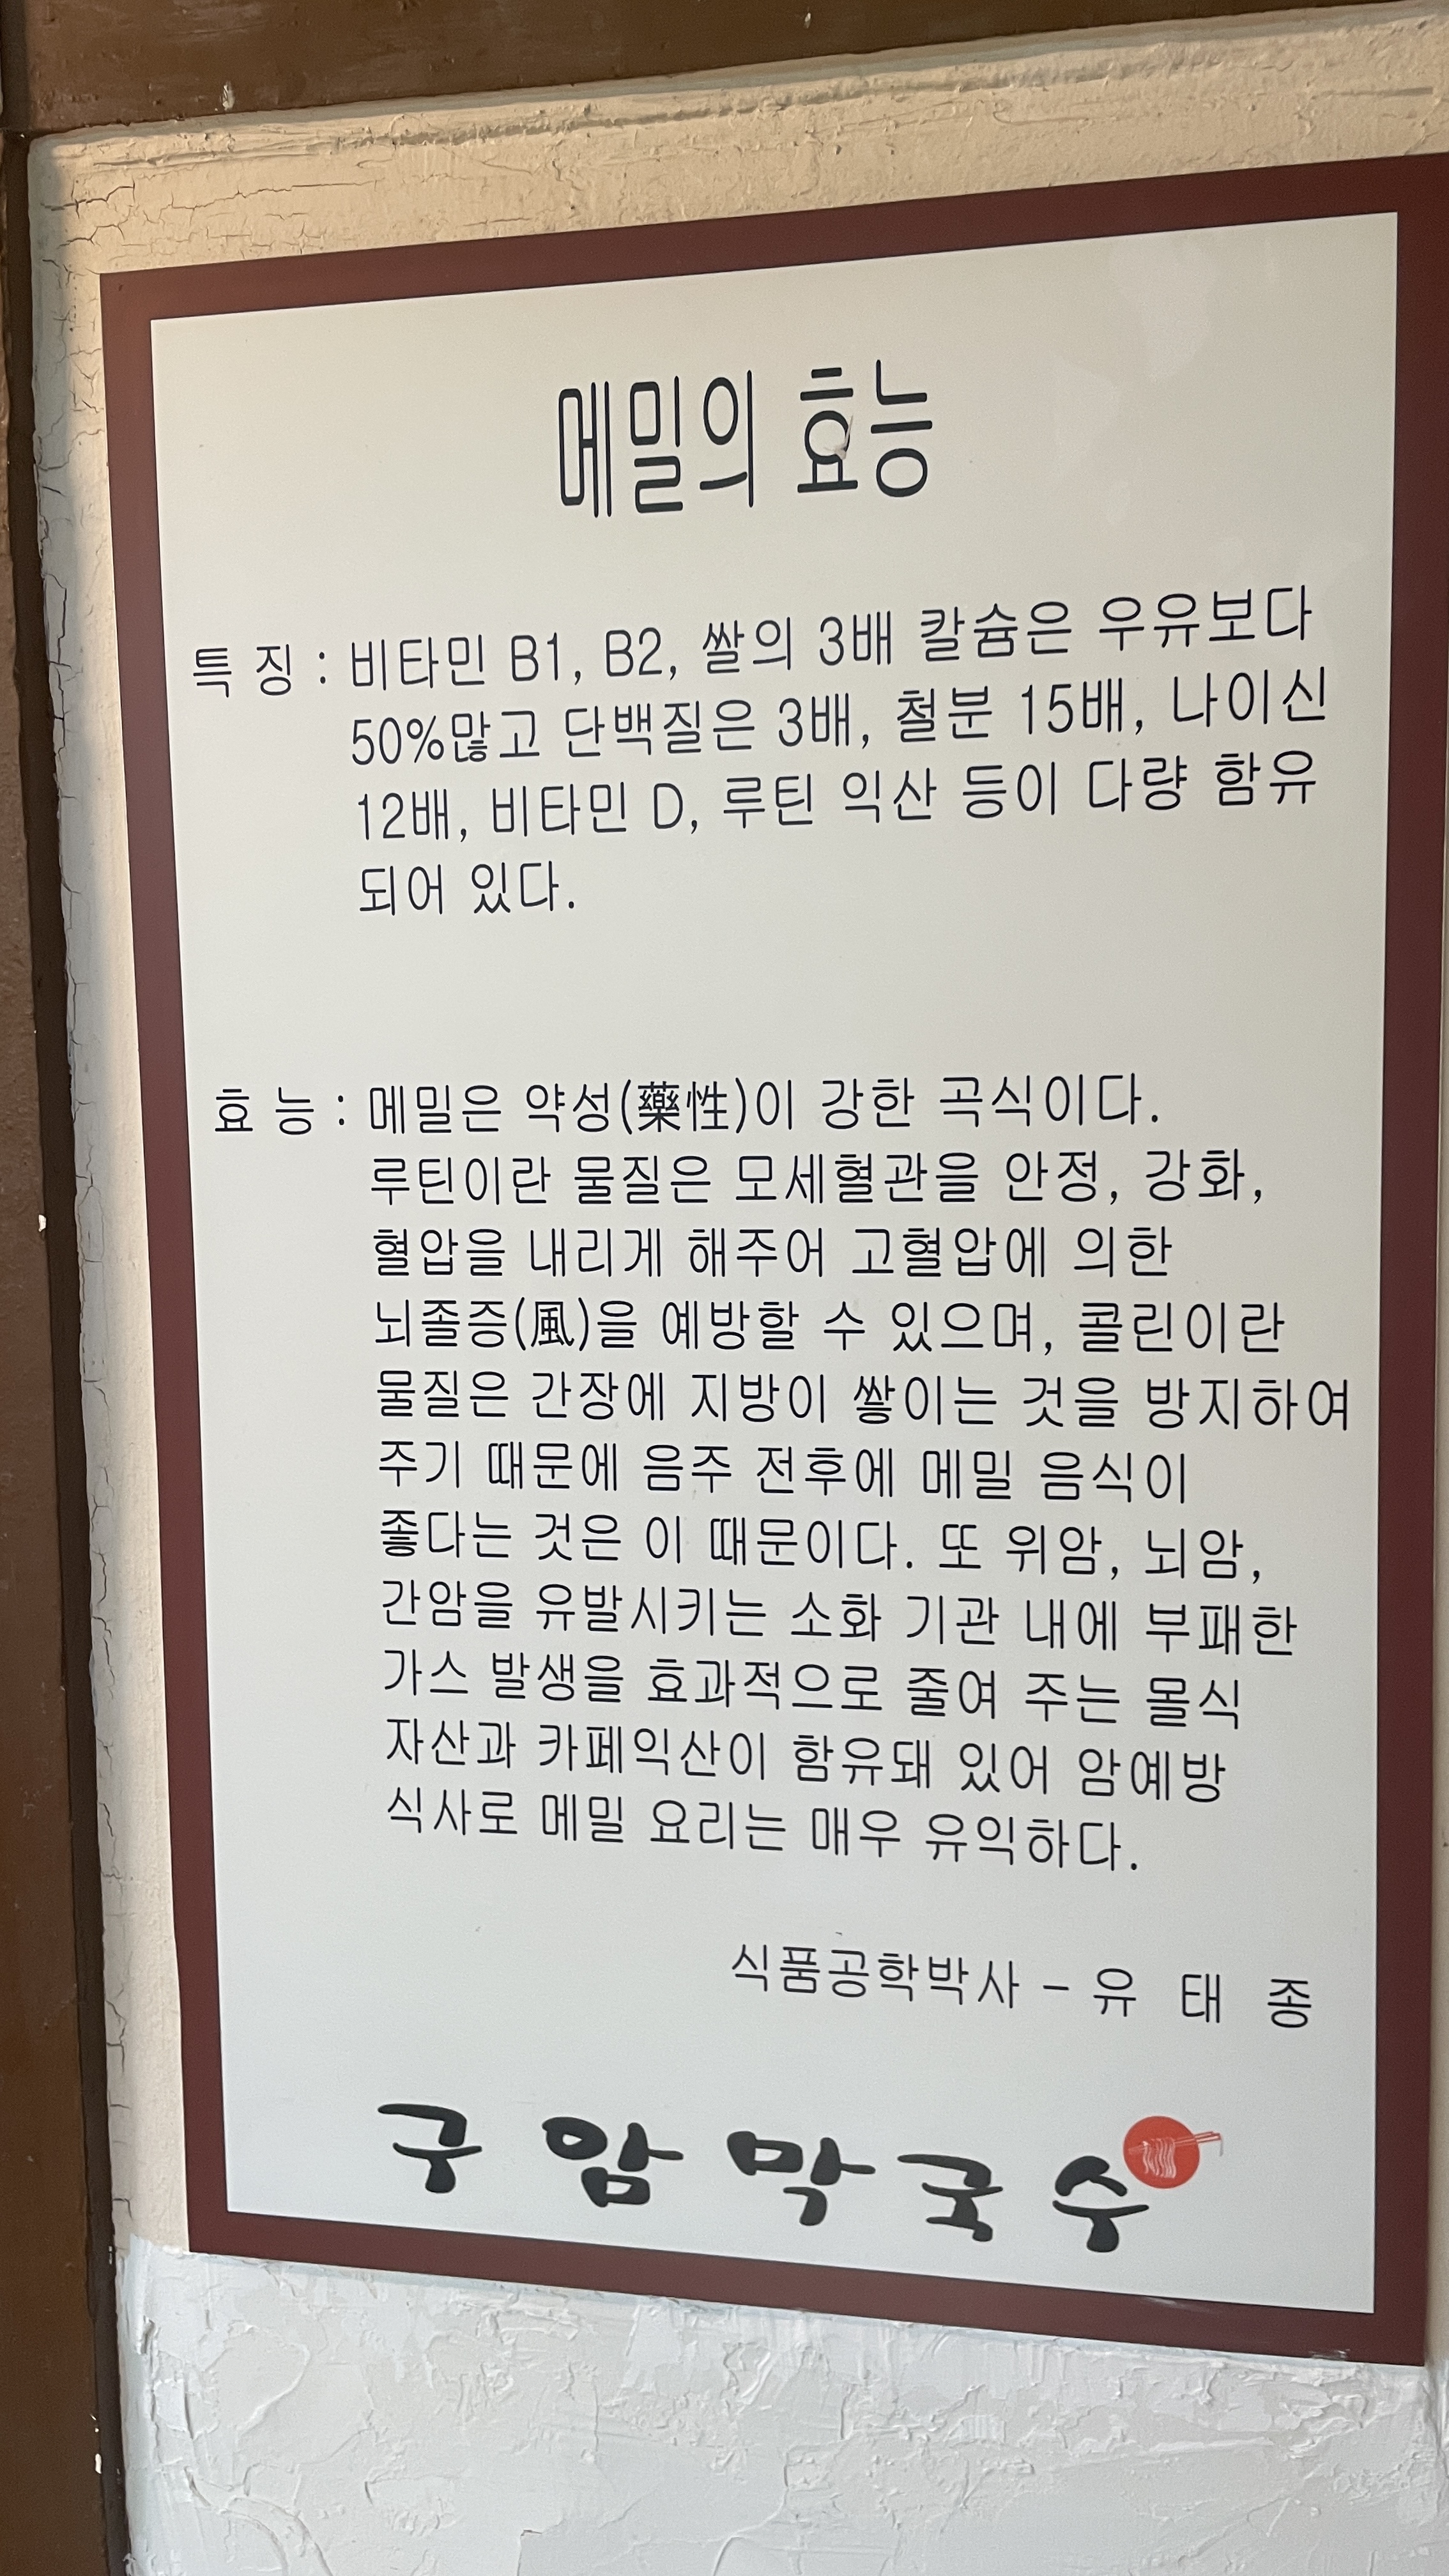 메밀의 효능
특 징 : 비타민 B1, B2, 쌀의 3배 칼슘은 우유보다
50%많고 단백질은 3배, 철분 15배, 나이신
12배, 비타민 D, 루틴 익산 등이 다량 함유
되어 있다.
효 능 : 메밀은 약성(藥性)이 강한 곡식이다.
루틴이란 물질은 모세혈관을 안정, 강화,
혈압을 내리게 해주어 고혈압에 의한
뇌졸증(風)을 예방할 수 있으며, 콜린이란
물질은 간장에 지방이 쌓이는 것을 방지하여
주기 때문에 음주 전후에 메밀 음식이
좋다는 것은 이 때문이다. 또 위암, 뇌암,
간암을 유발시키는 소화 기관 내에 부패한
가스 발생을 효과적으로 줄여 주는 몰식
자산과 카페익산이 함유돼 있어 암예방
식사로 메밀 요리는 매우 유익하다.
식품공학박사 - 유 태 종
구암막국수